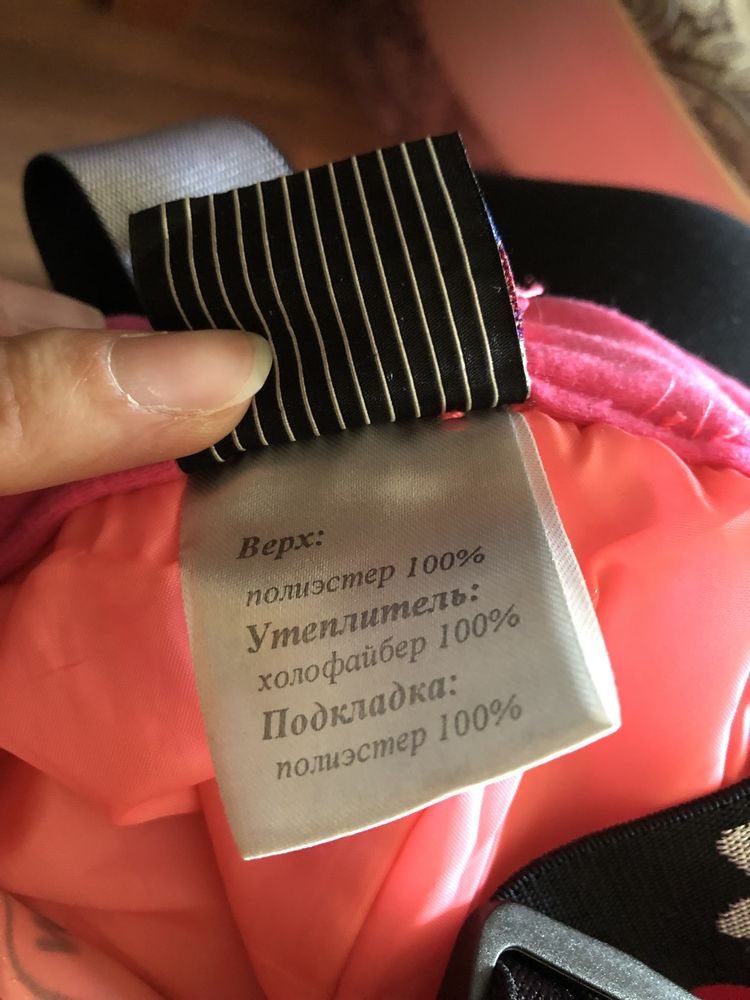 Верх:
полиэстер 100%
Утеплитель:
холофайбер 100%
Подкладка:
полиэстер 100%